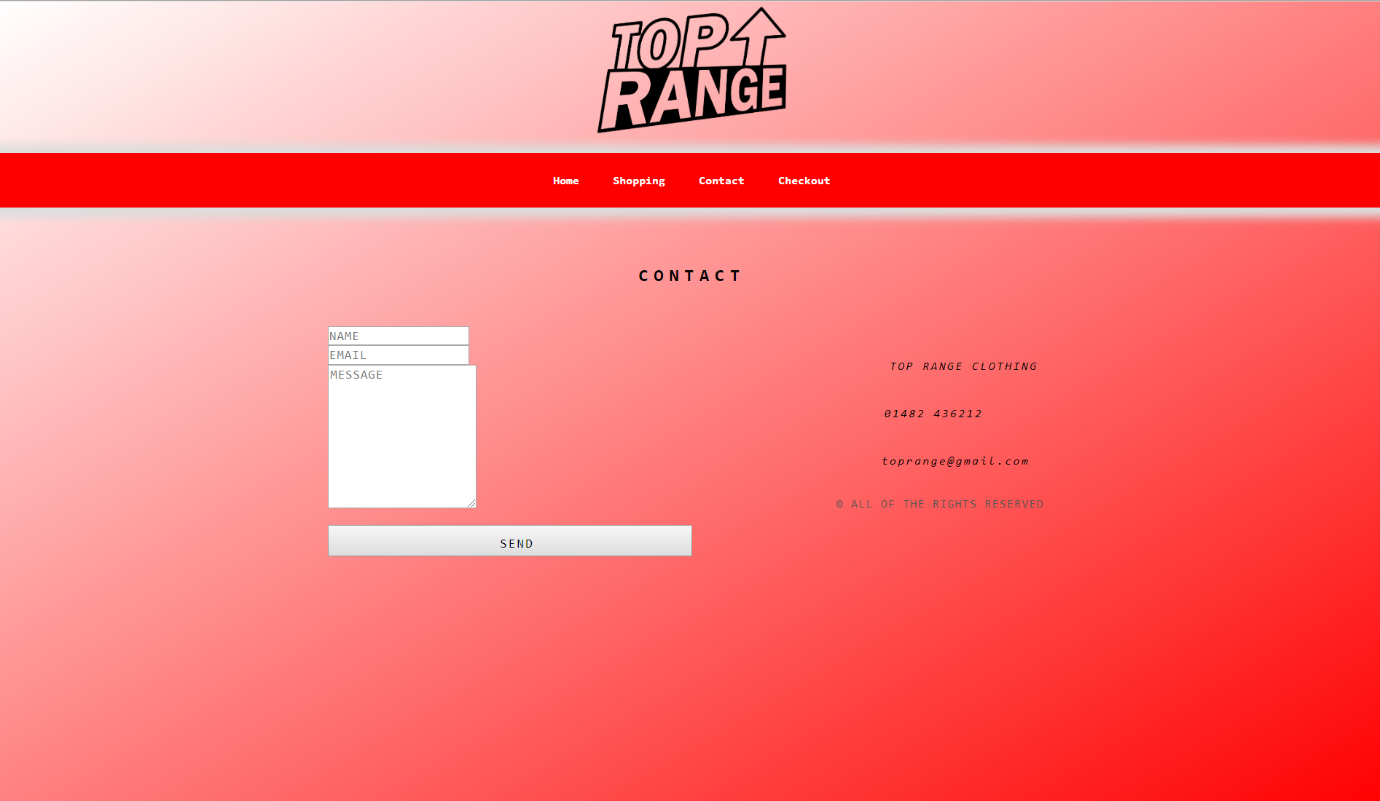 TOP
RANGE
Home Shopping Contact Checkout
CONTACT
NAME
EMAIL
MESSAGE
SEND
TOP RANGE CLOTHING
01482 436212
toprange@gmail.com
© ALL OF THE RIGHTS RESERVED